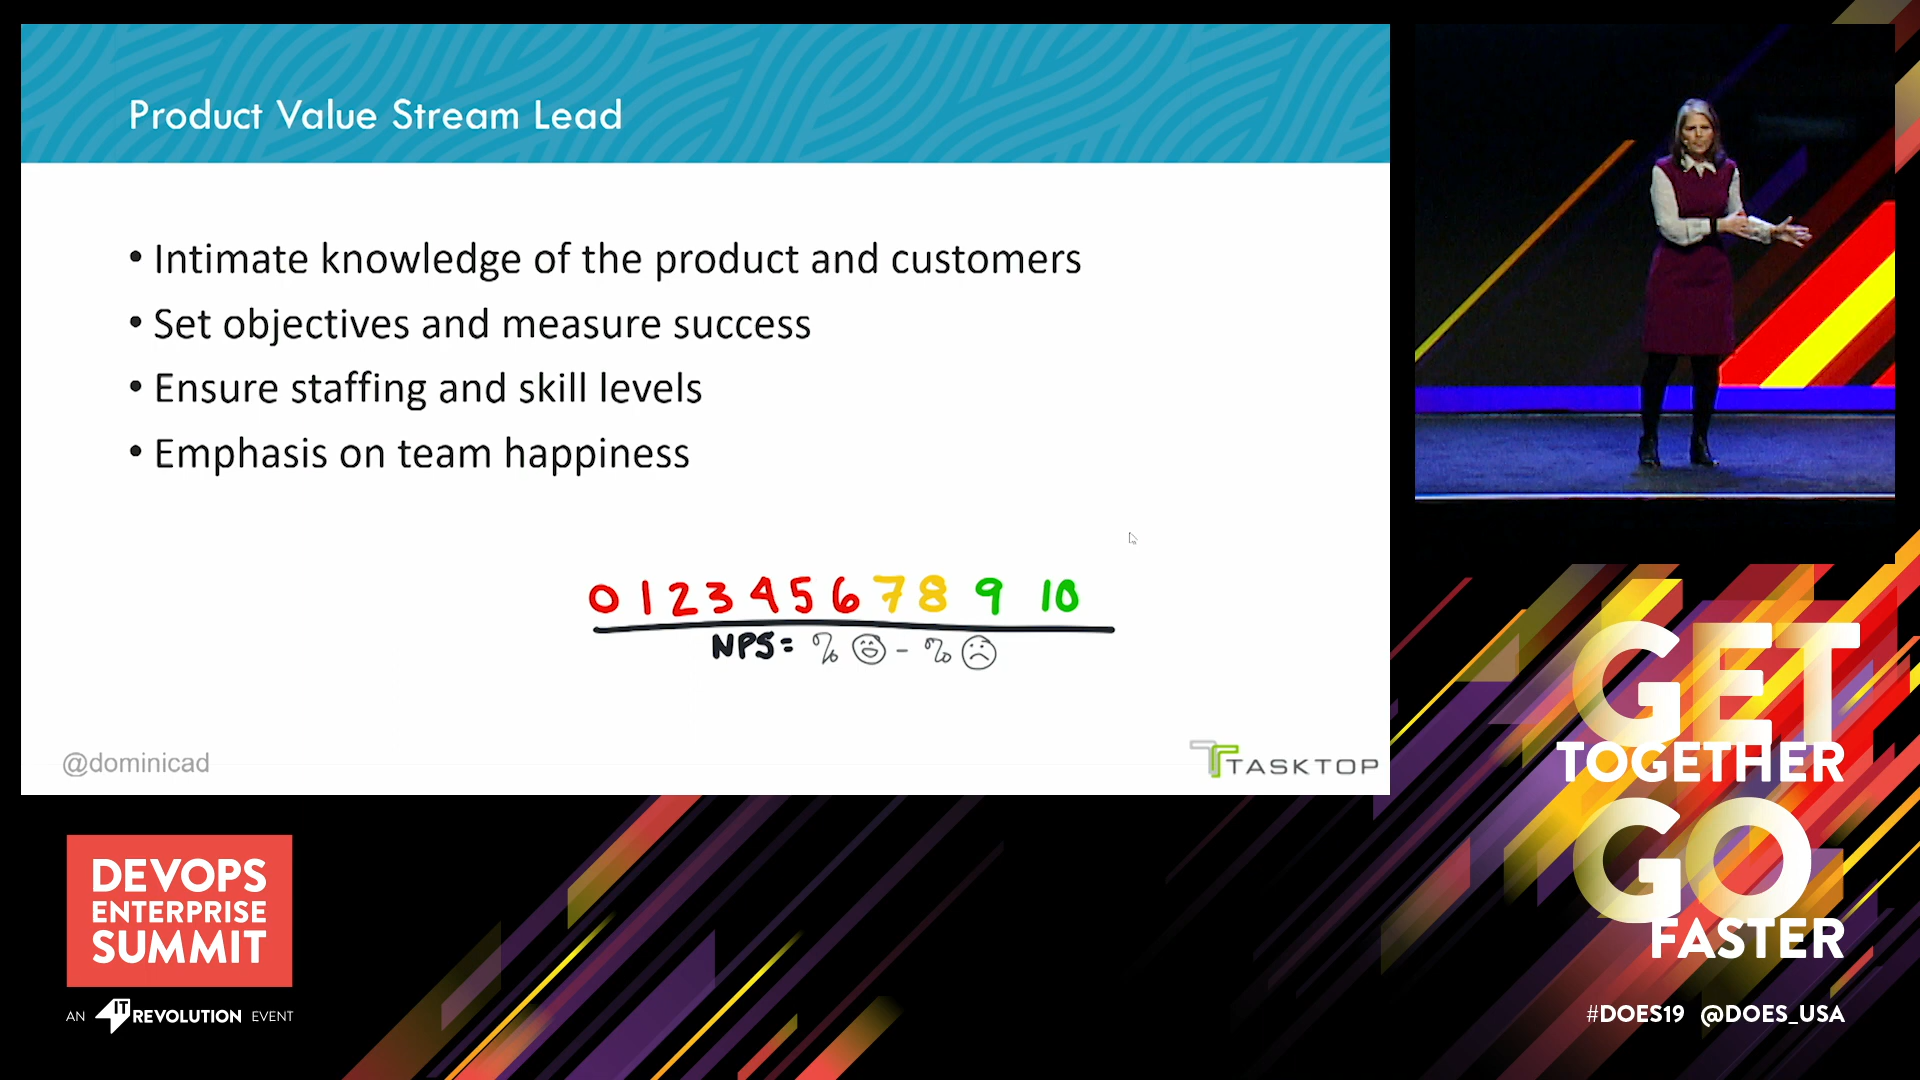 Product Value Stream Lead
• Intimate knowledge of the product and customers
• Set objectives and measure success
• Ensure staffing and skill levels
• Emphasis on team happiness
0 1 2 3 4 5 6 7 8 9 10
NPS = % ☺ - % ☹
@dominicad
TASKTOP
DEVOPS
ENTERPRISE
SUMMIT
AN IT REVOLUTION EVENT
GET
TOGETHER
GO
FASTER
#DOES19 @DOES_USA